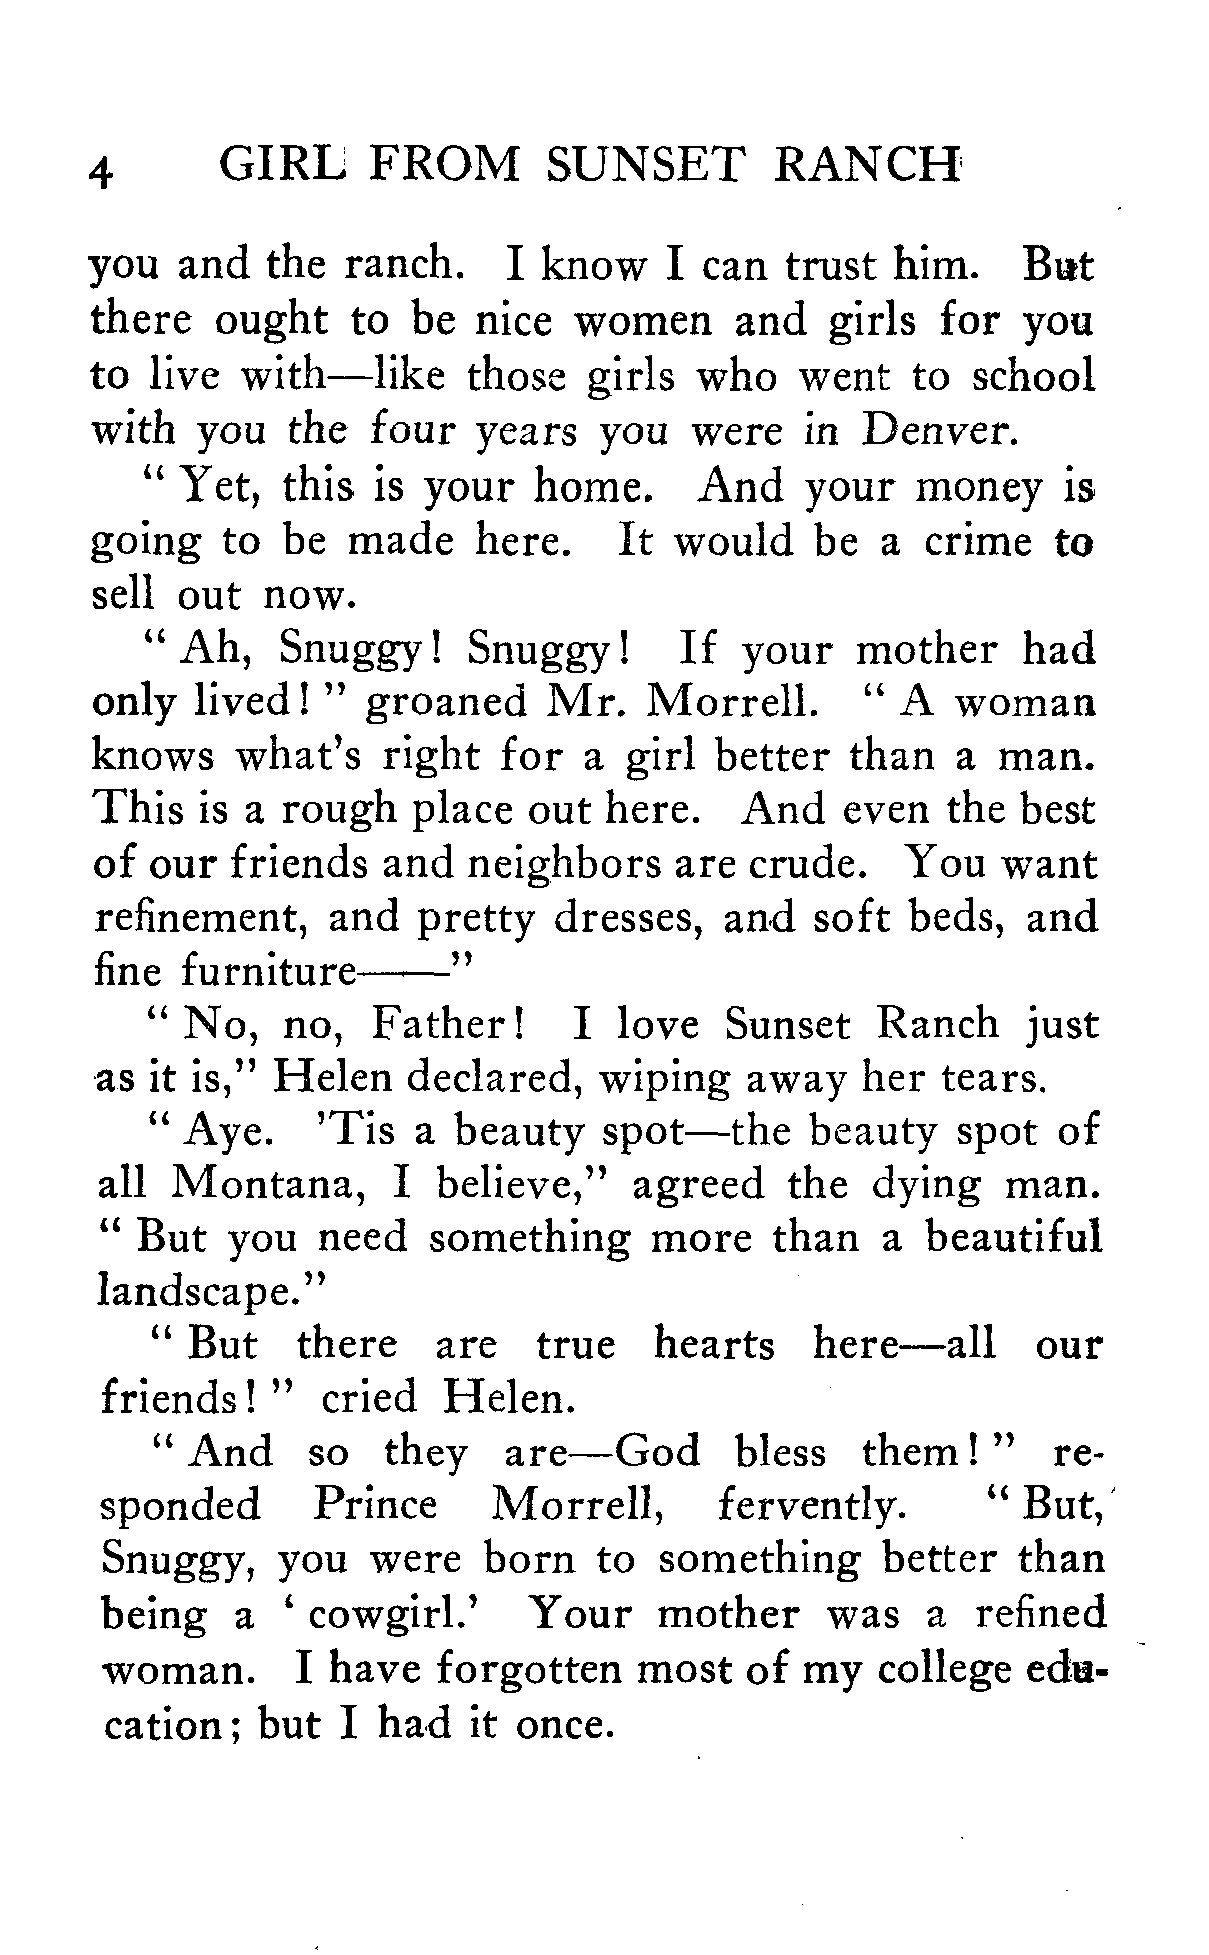 4 GIRL FROM SUNSET RANCH
you and the ranch. I know I can trust him. But
there ought to be nice women and girls for you
to live with—like those girls who went to school
with you the four years you were in Denver.
“ Yet, this is your home. And your money is
going to be made here. It would be a crime to
sell out now.
“ Ah, Snuggy! Snuggy! If your mother had
only lived! ” groaned Mr. Morrell. “ A woman
knows what’s right for a girl better than a man.
This is a rough place out here. And even the best
of our friends and neighbors are crude. You want
refinement, and pretty dresses, and soft beds, and
fine furniture——”
“ No, no, Father! I love Sunset Ranch just
as it is,” Helen declared, wiping away her tears.
“ Aye. ’Tis a beauty spot—the beauty spot of
all Montana, I believe,” agreed the dying man.
“ But you need something more than a beautiful
landscape.”
“ But there are true hearts here—all our
friends! ” cried Helen.
“ And so they are—God bless them! ” re-
sponded Prince Morrell, fervently. “ But,
Snuggy, you were born to something better than
being a ‘ cowgirl.’ Your mother was a refined
woman. I have forgotten most of my college edu-
cation; but I had it once.